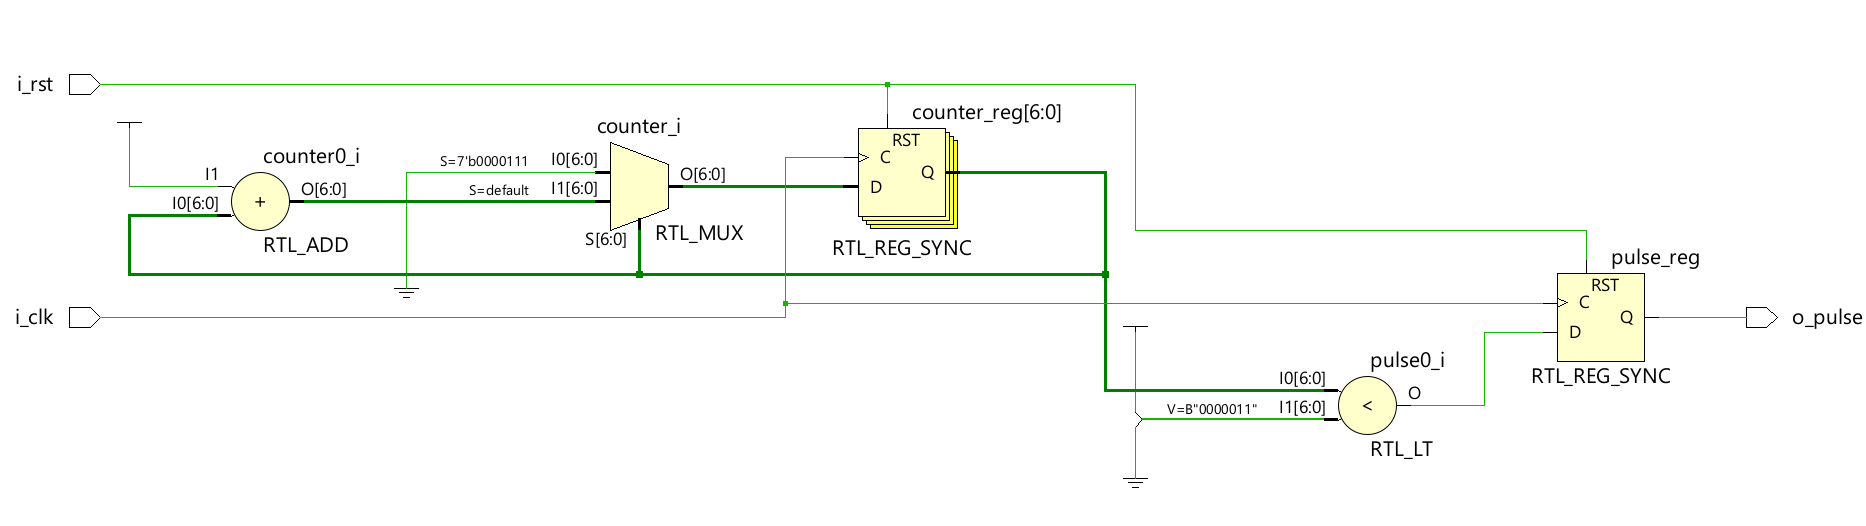 i_rst
counter_reg[6:0]
counter_i
RST
counter0_i
S=7'b0000111
I0[6:0]
C
I1
O[6:0]
S=default
I1[6:0]
O[6:0]
D
Q
I0[6:0]
+
S[6:0]
RTL_MUX
RTL_ADD
RTL_REG_SYNC
pulse_reg
RST
i_clk
C
Q
o_pulse
D
pulse0_i
RTL_REG_SYNC
I0[6:0]
O
V=B"0000011"
I1[6:0]
<
RTL_LT